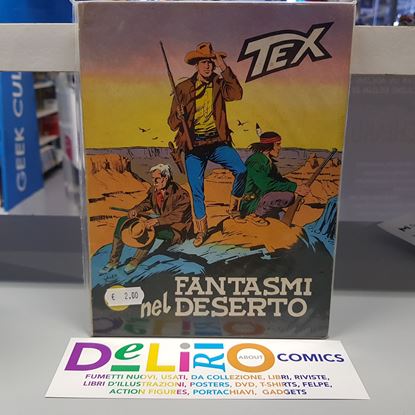 TEX
GEEK CUL
FANTASMI
nel DESERTO
€ 2.00
DeLiRiO ABOUT COMICS
FUMETTI NUOVI, USATI, DA COLLEZIONE, LIBRI, RIVISTE,
LIBRI D'ILLUSTRAZIONI, POSTERS, DVD, T-SHIRTS, FELPE,
ACTION FIGURES, PORTACHIAVI, GADGETS